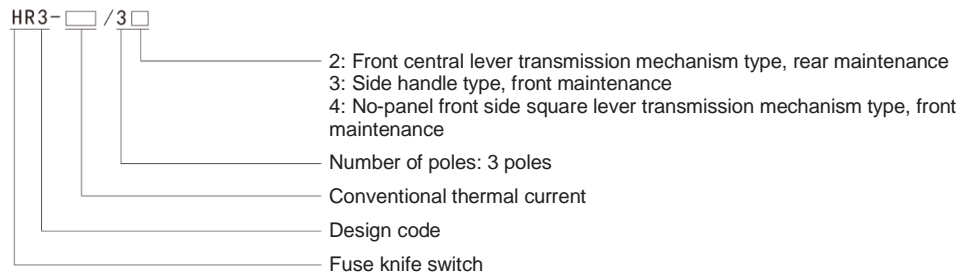 HR3-□/3□
2: Front central lever transmission mechanism type, rear maintenance
3: Side handle type, front maintenance
4: No-panel front side square lever transmission mechanism type, front
maintenance
Number of poles: 3 poles
Conventional thermal current
Design code
Fuse knife switch